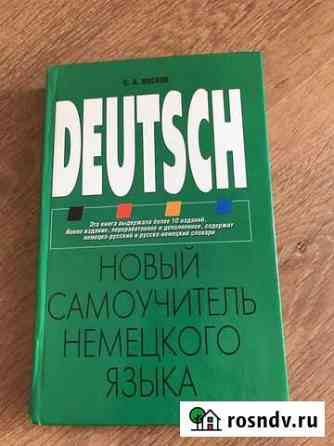 С. А. НОСКОВ
DEUTSCH
Эта книга выдержала более 10 изданий.
Новое издание, переработанное и дополненное, содержит
немецко-русский и русско-немецкий словари
НОВЫЙ
САМОУЧИТЕЛЬ
НЕМЕЦКОГО
ЯЗЫКА
rosndv.ru